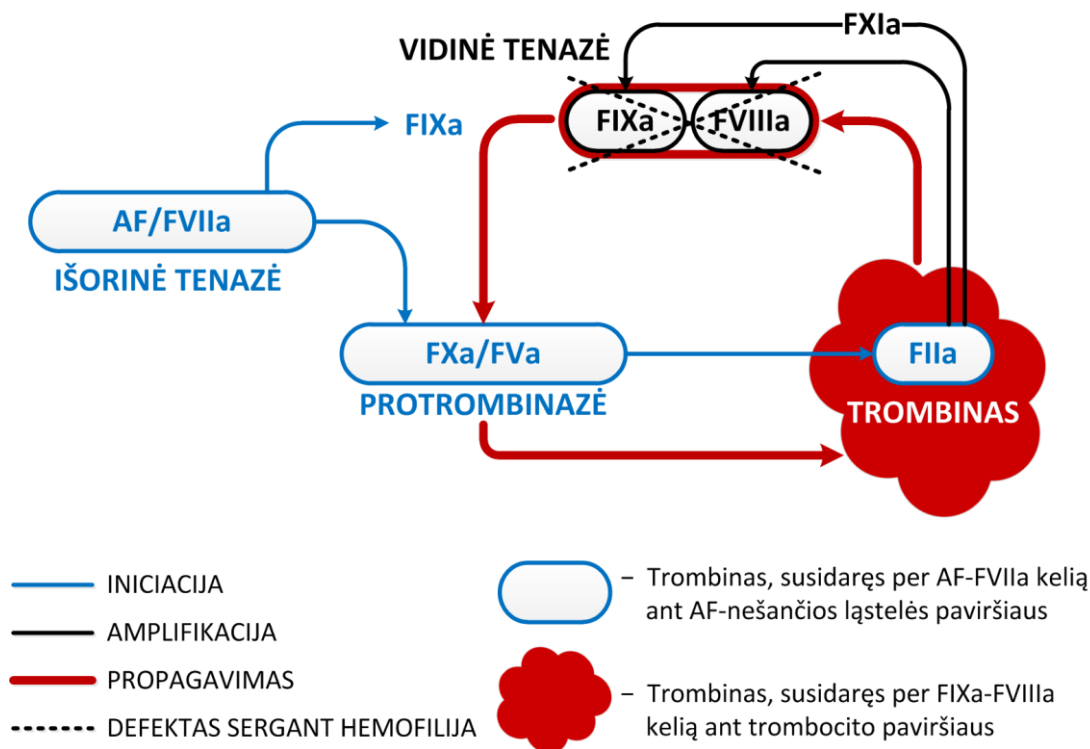 FXIa
VIDINĖ TENAZĖ
FIXa
FVIIIa
FIXa
AF/FVIIa
IŠORINĖ TENAZĖ
FXa/FVa
PROTROMBINAZĖ
FIIa
TROMBINAS
INICIACIJA
AMPLIFIKACIJA
PROPAGAVIMAS
DEFEKTAS SERGANT HEMOFILIJA
– Trombinas, susidaręs per AF-FVIIa kelią
ant AF-nešančios ląstelės paviršiaus
– Trombinas, susidaręs per FIXa-FVIIIa
kelią ant trombocito paviršiaus